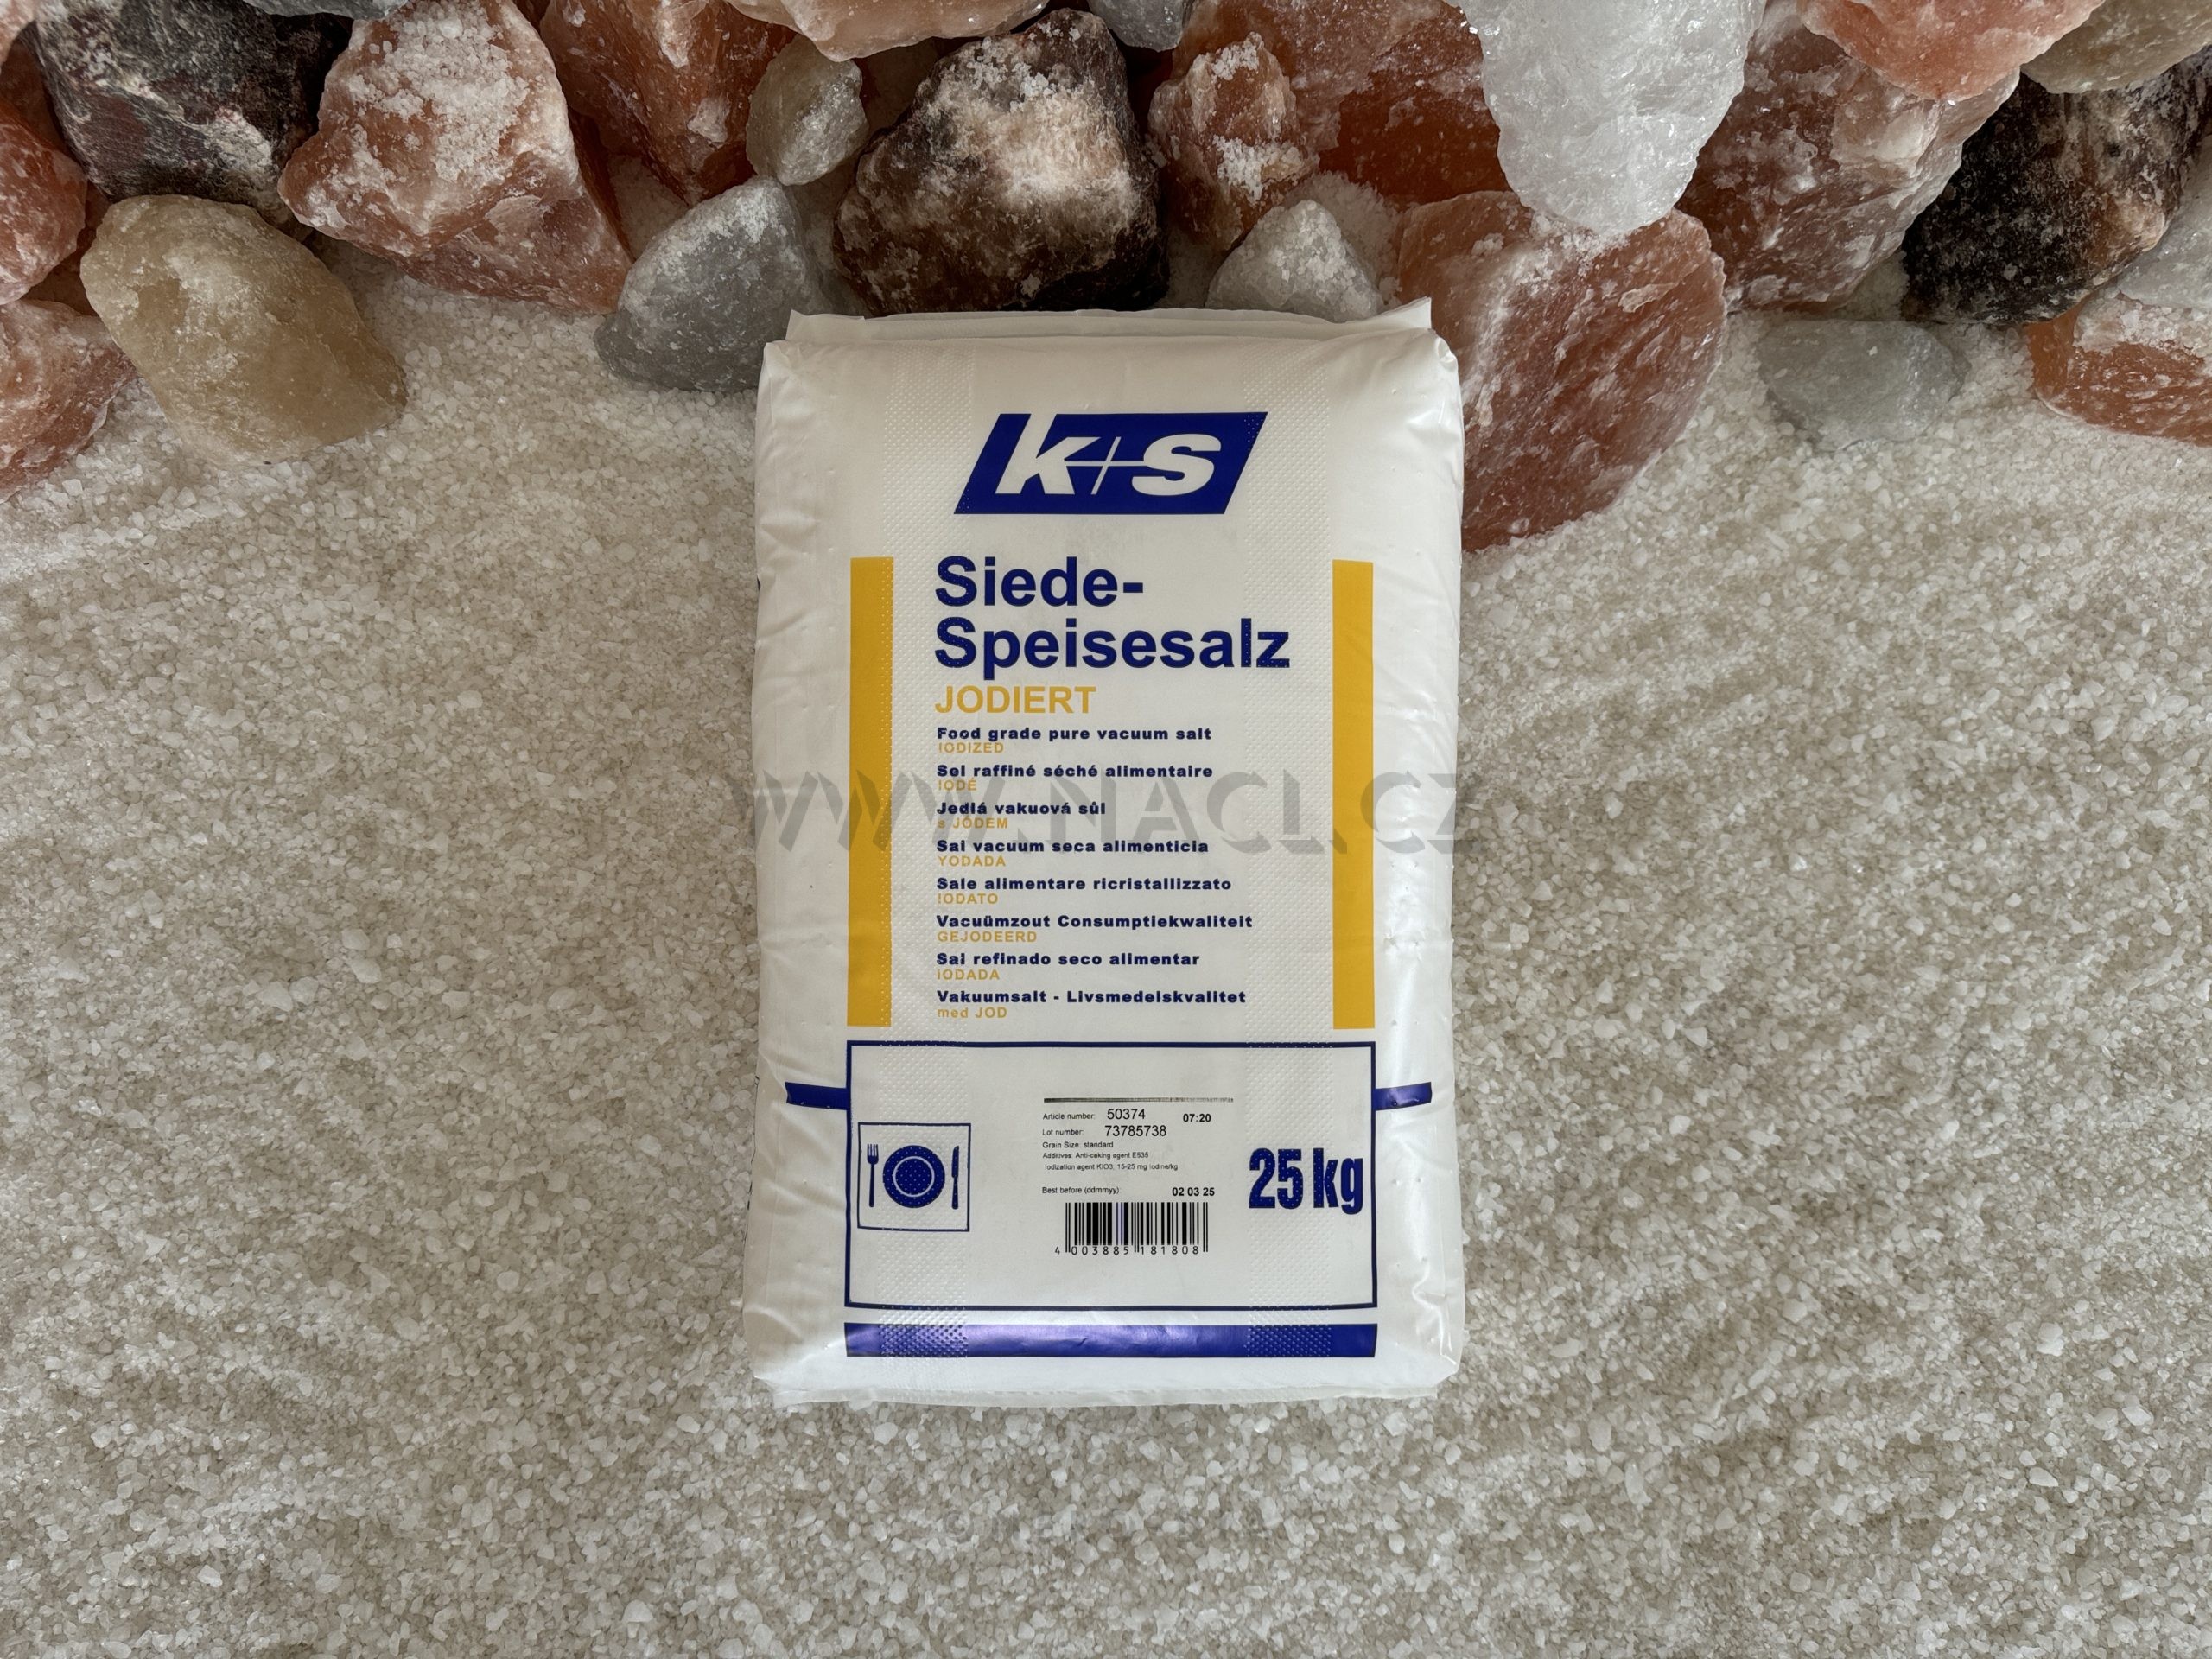 K+S
Siede-
Speisesalz
JODIERT
Food grade pure vacuum salt
IODIZED
Sel raffiné séché alimentaire
IODÉ
Jedlá vakuová sůl
s JÓDEM
Sal vacuum seca alimenticia
YODADA
Sale alimentare ricristallizzato
IODATO
Vacuümzout Consumptiekwaliteit
GEJODEERD
Sal refinado seco alimentar
IODADA
Vakuumsalt - Livsmedelskvalitet
med JOD
WWW.NACL.CZ
Article number: 50374 07:20
Lot number: 73785738
Grain Size: standard
Additives: Anti-caking agent E535
Iodization agent KIO3; 15-25 mg Iodine/kg
Best before (ddmmyy): 02 03 25
25 kg
4 003885 181808